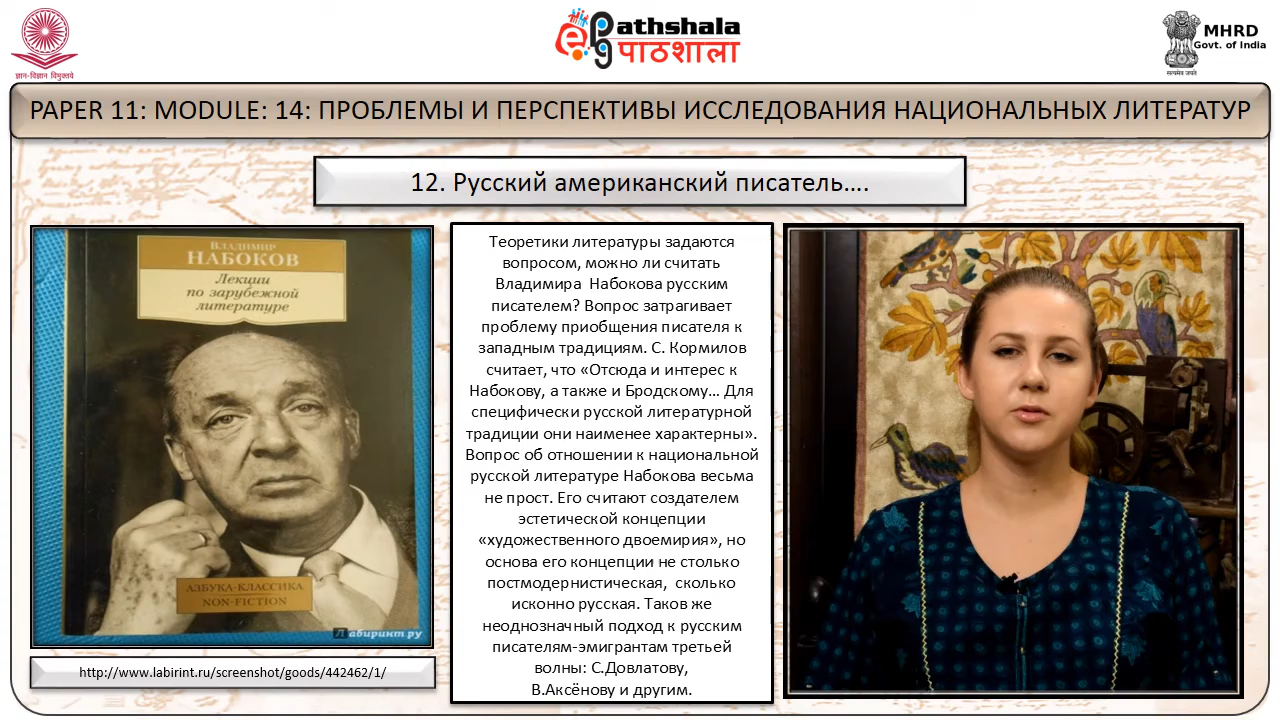 ज्ञान-विज्ञान विमुक्तये
ePg Pathshala
पाठशाला
MHRD
Govt. of India
सत्यमेव जयते
PAPER 11: MODULE: 14: ПРОБЛЕМЫ И ПЕРСПЕКТИВЫ ИССЛЕДОВАНИЯ НАЦИОНАЛЬНЫХ ЛИТЕРАТУР
12. Русский американский писатель....
ВЛАДИМИР
НАБОКОВ
Лекции
по зарубежной
литературе
АЗБУКА-КЛАССИКА
NON-FICTION
Лабиринт.ру
http://www.labirint.ru/screenshot/goods/442462/1/
Теоретики литературы задаются
вопросом, можно ли считать
Владимира Набокова русским
писателем? Вопрос затрагивает
проблему приобщения писателя к
западным традициям. С. Кормилов
считает, что «Отсюда и интерес к
Набокову, а также и Бродскому... Для
специфически русской литературной
традиции они наименее характерны».
Вопрос об отношении к национальной
русской литературе Набокова весьма
не прост. Его считают создателем
эстетической концепции
«художественного двоемирия», но
основа его концепции не столько
постмодернистическая, сколько
исконно русская. Таков же
неоднозначный подход к русским
писателям-эмигрантам третьей
волны: С.Довлатову,
В.Аксёнову и другим.